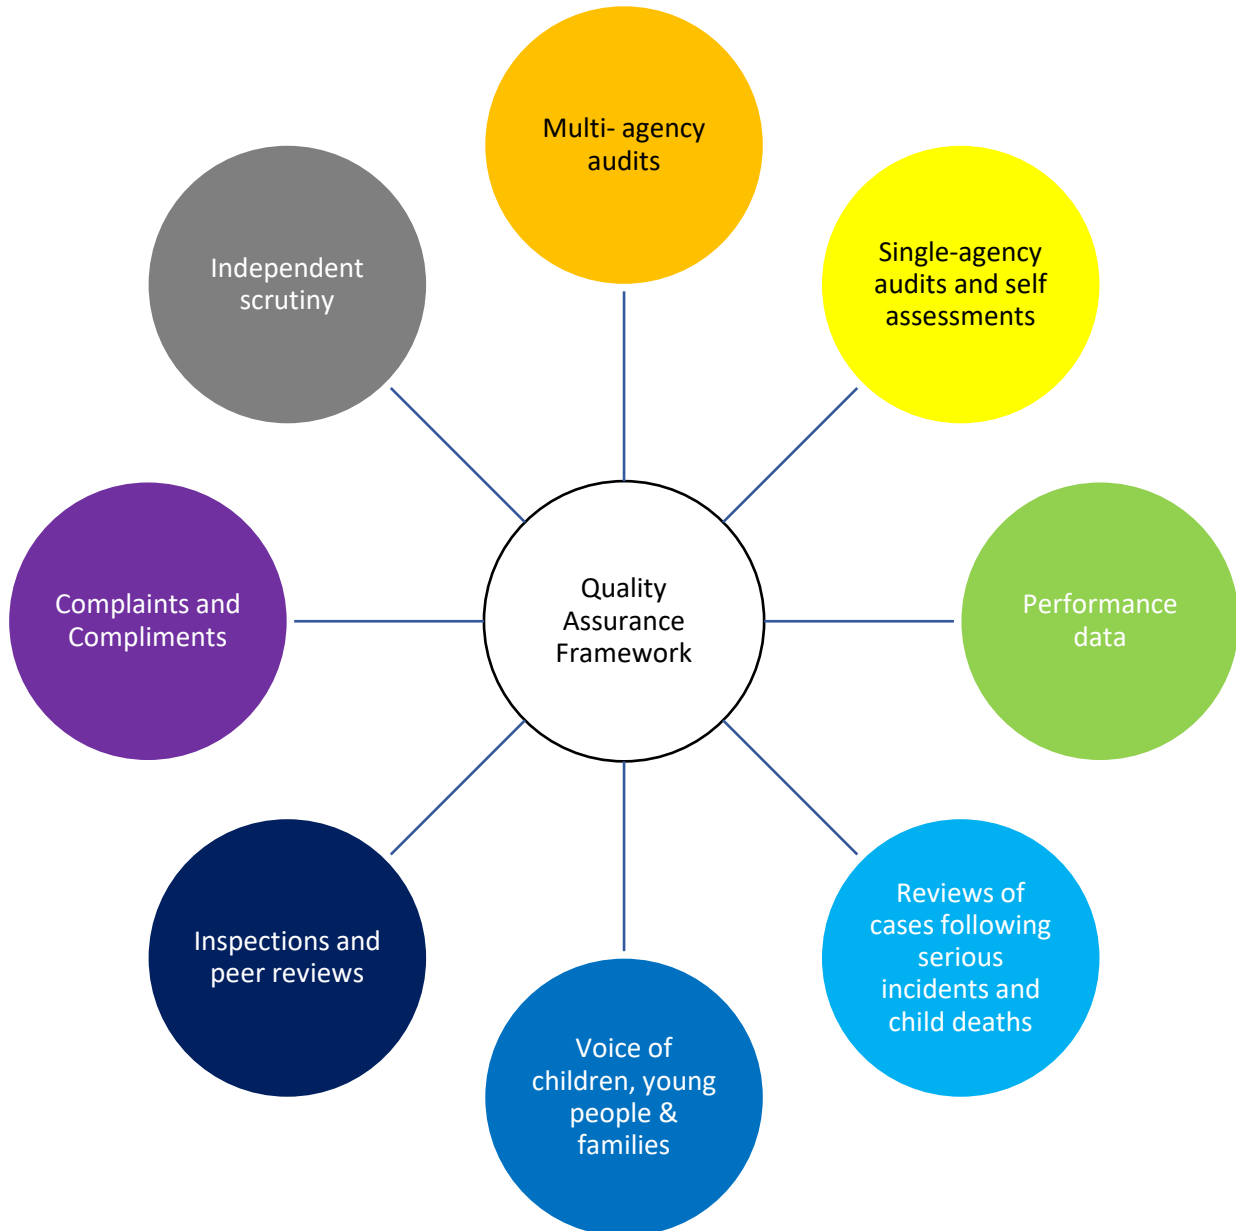 Multi- agency
audits
Single-agency
audits and self
assessments
Performance
data
Reviews of
cases following
serious
incidents and
child deaths
Voice of
children, young
people &
families
Inspections and
peer reviews
Complaints and
Compliments
Independent
scrutiny
Quality
Assurance
Framework